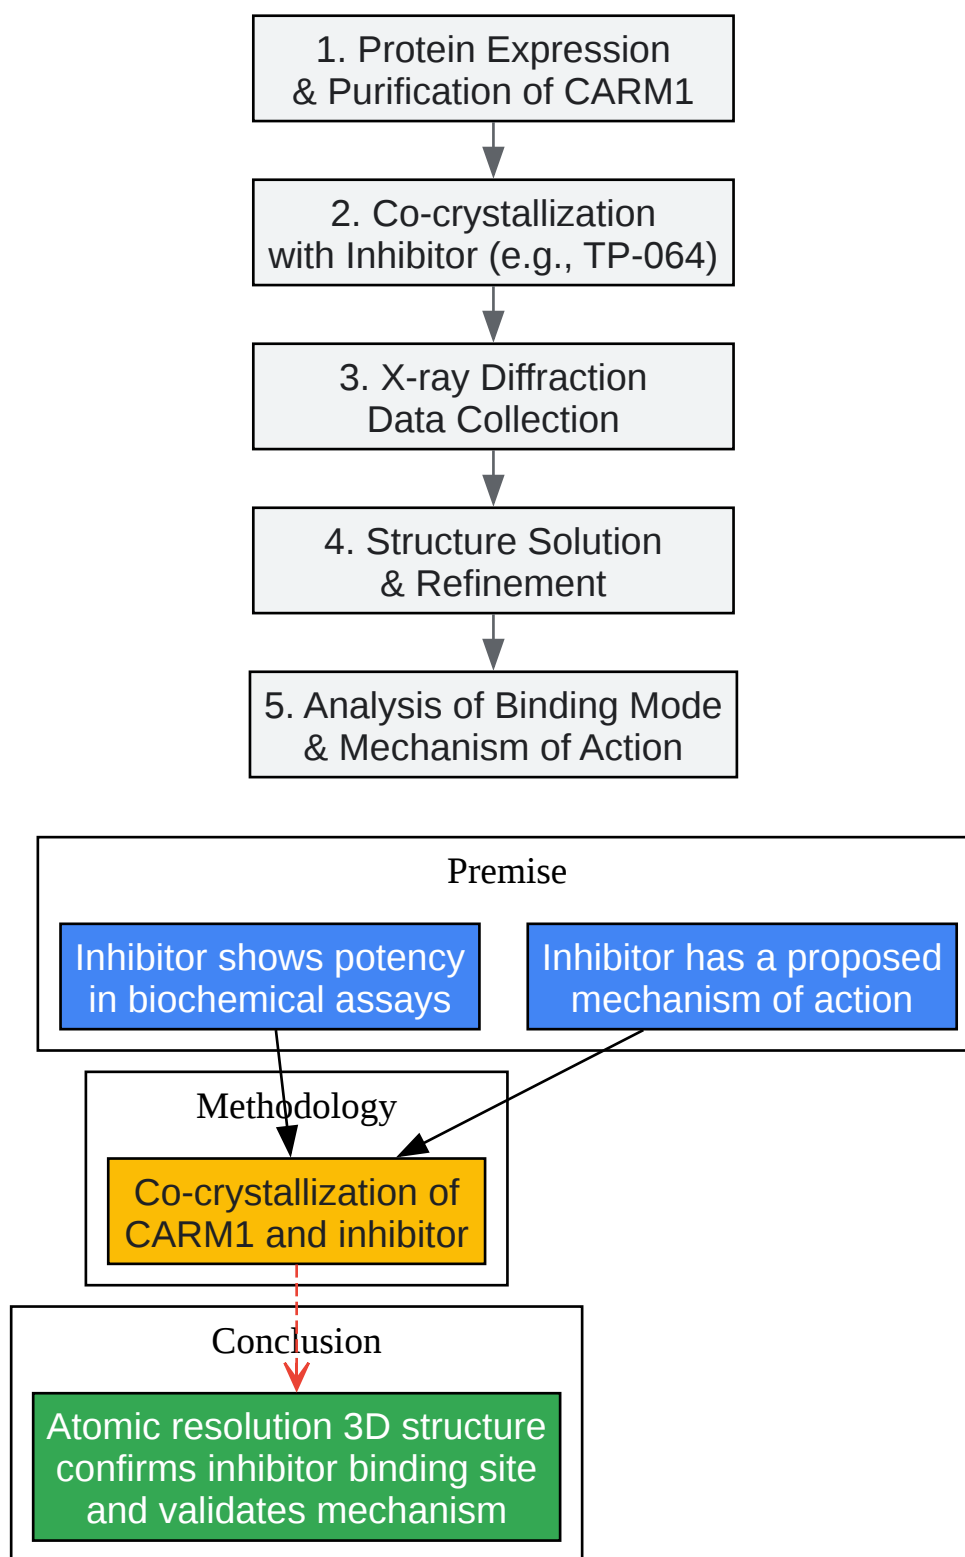 1. Protein Expression
& Purification of CARM1
2. Co-crystallization
with Inhibitor (e.g., TP-064)
3. X-ray Diffraction
Data Collection
4. Structure Solution
& Refinement
5. Analysis of Binding Mode
& Mechanism of Action
Premise
Inhibitor shows potency
in biochemical assays
Inhibitor has a proposed
mechanism of action
Methodology
Co-crystallization of
CARM1 and inhibitor
Conclusion
Atomic resolution 3D structure
confirms inhibitor binding site
and validates mechanism